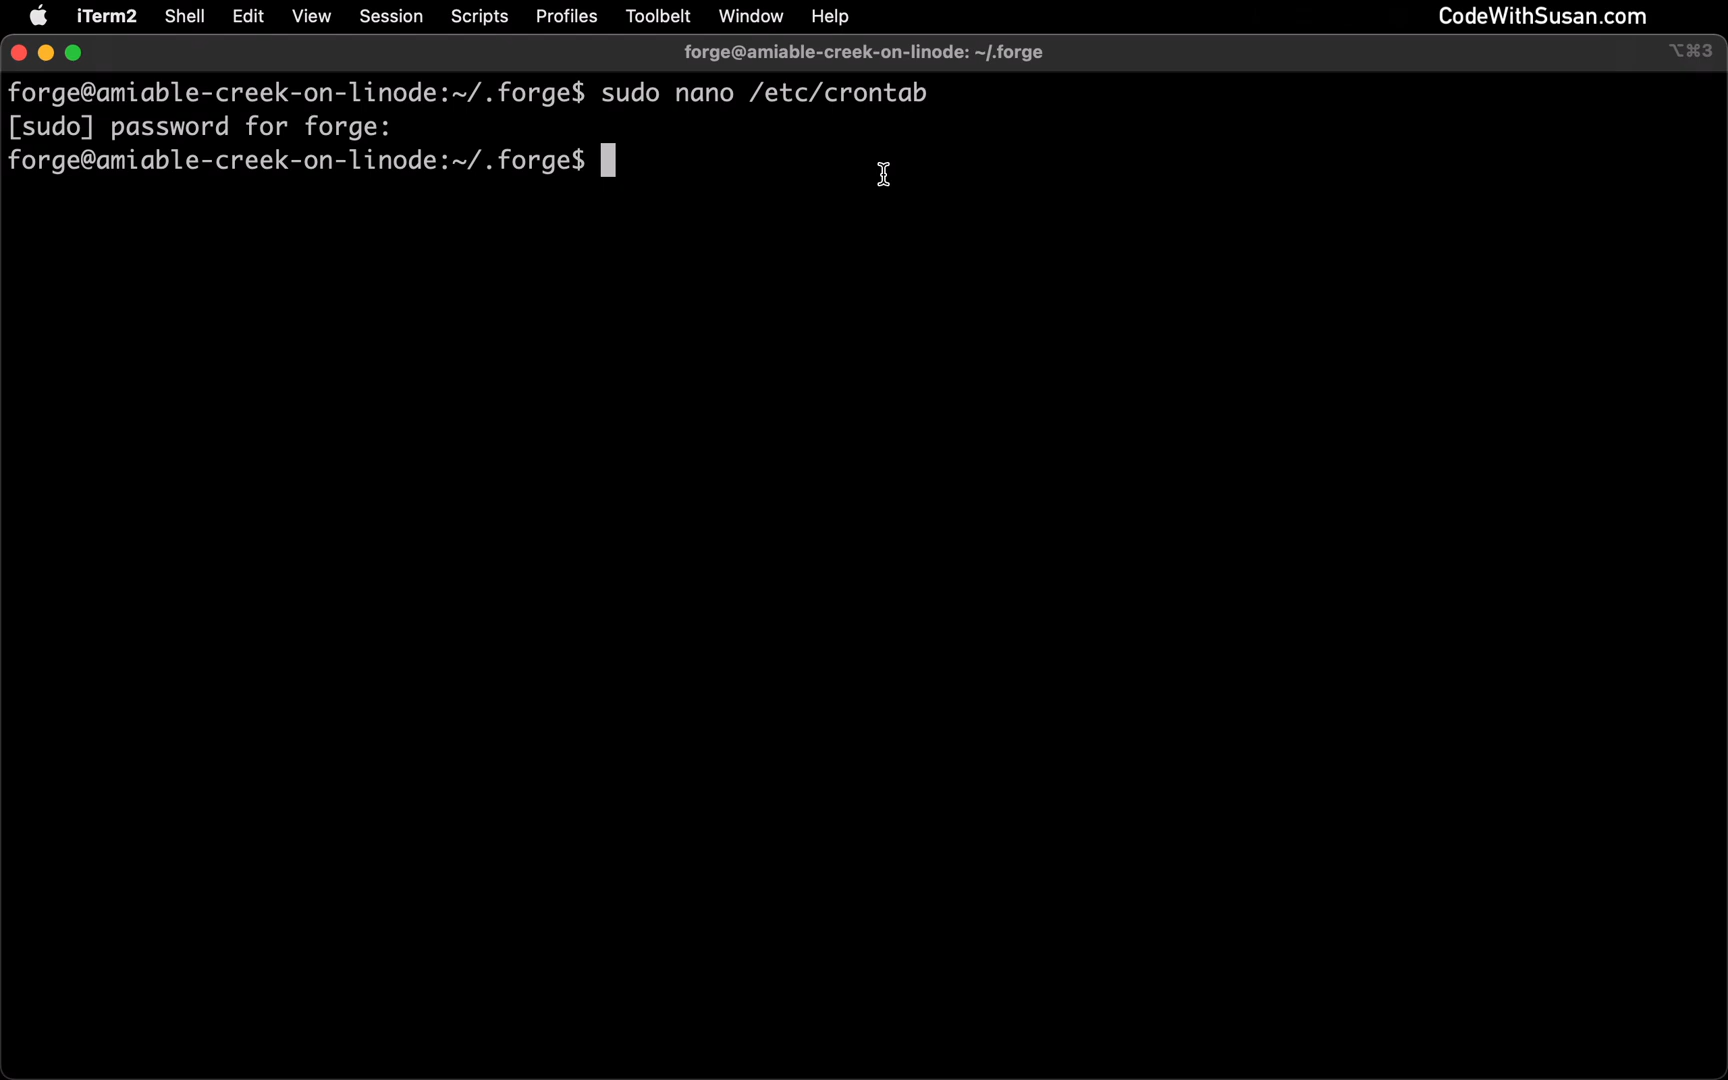 iTerm2 Shell Edit View Session Scripts Profiles Toolbelt Window Help CodeWithSusan.com
forge@amiable-creek-on-linode: ~/.forge ⌥⌘3
forge@amiable-creek-on-linode:~/.forge$ sudo nano /etc/crontab
[sudo] password for forge:
forge@amiable-creek-on-linode:~/.forge$